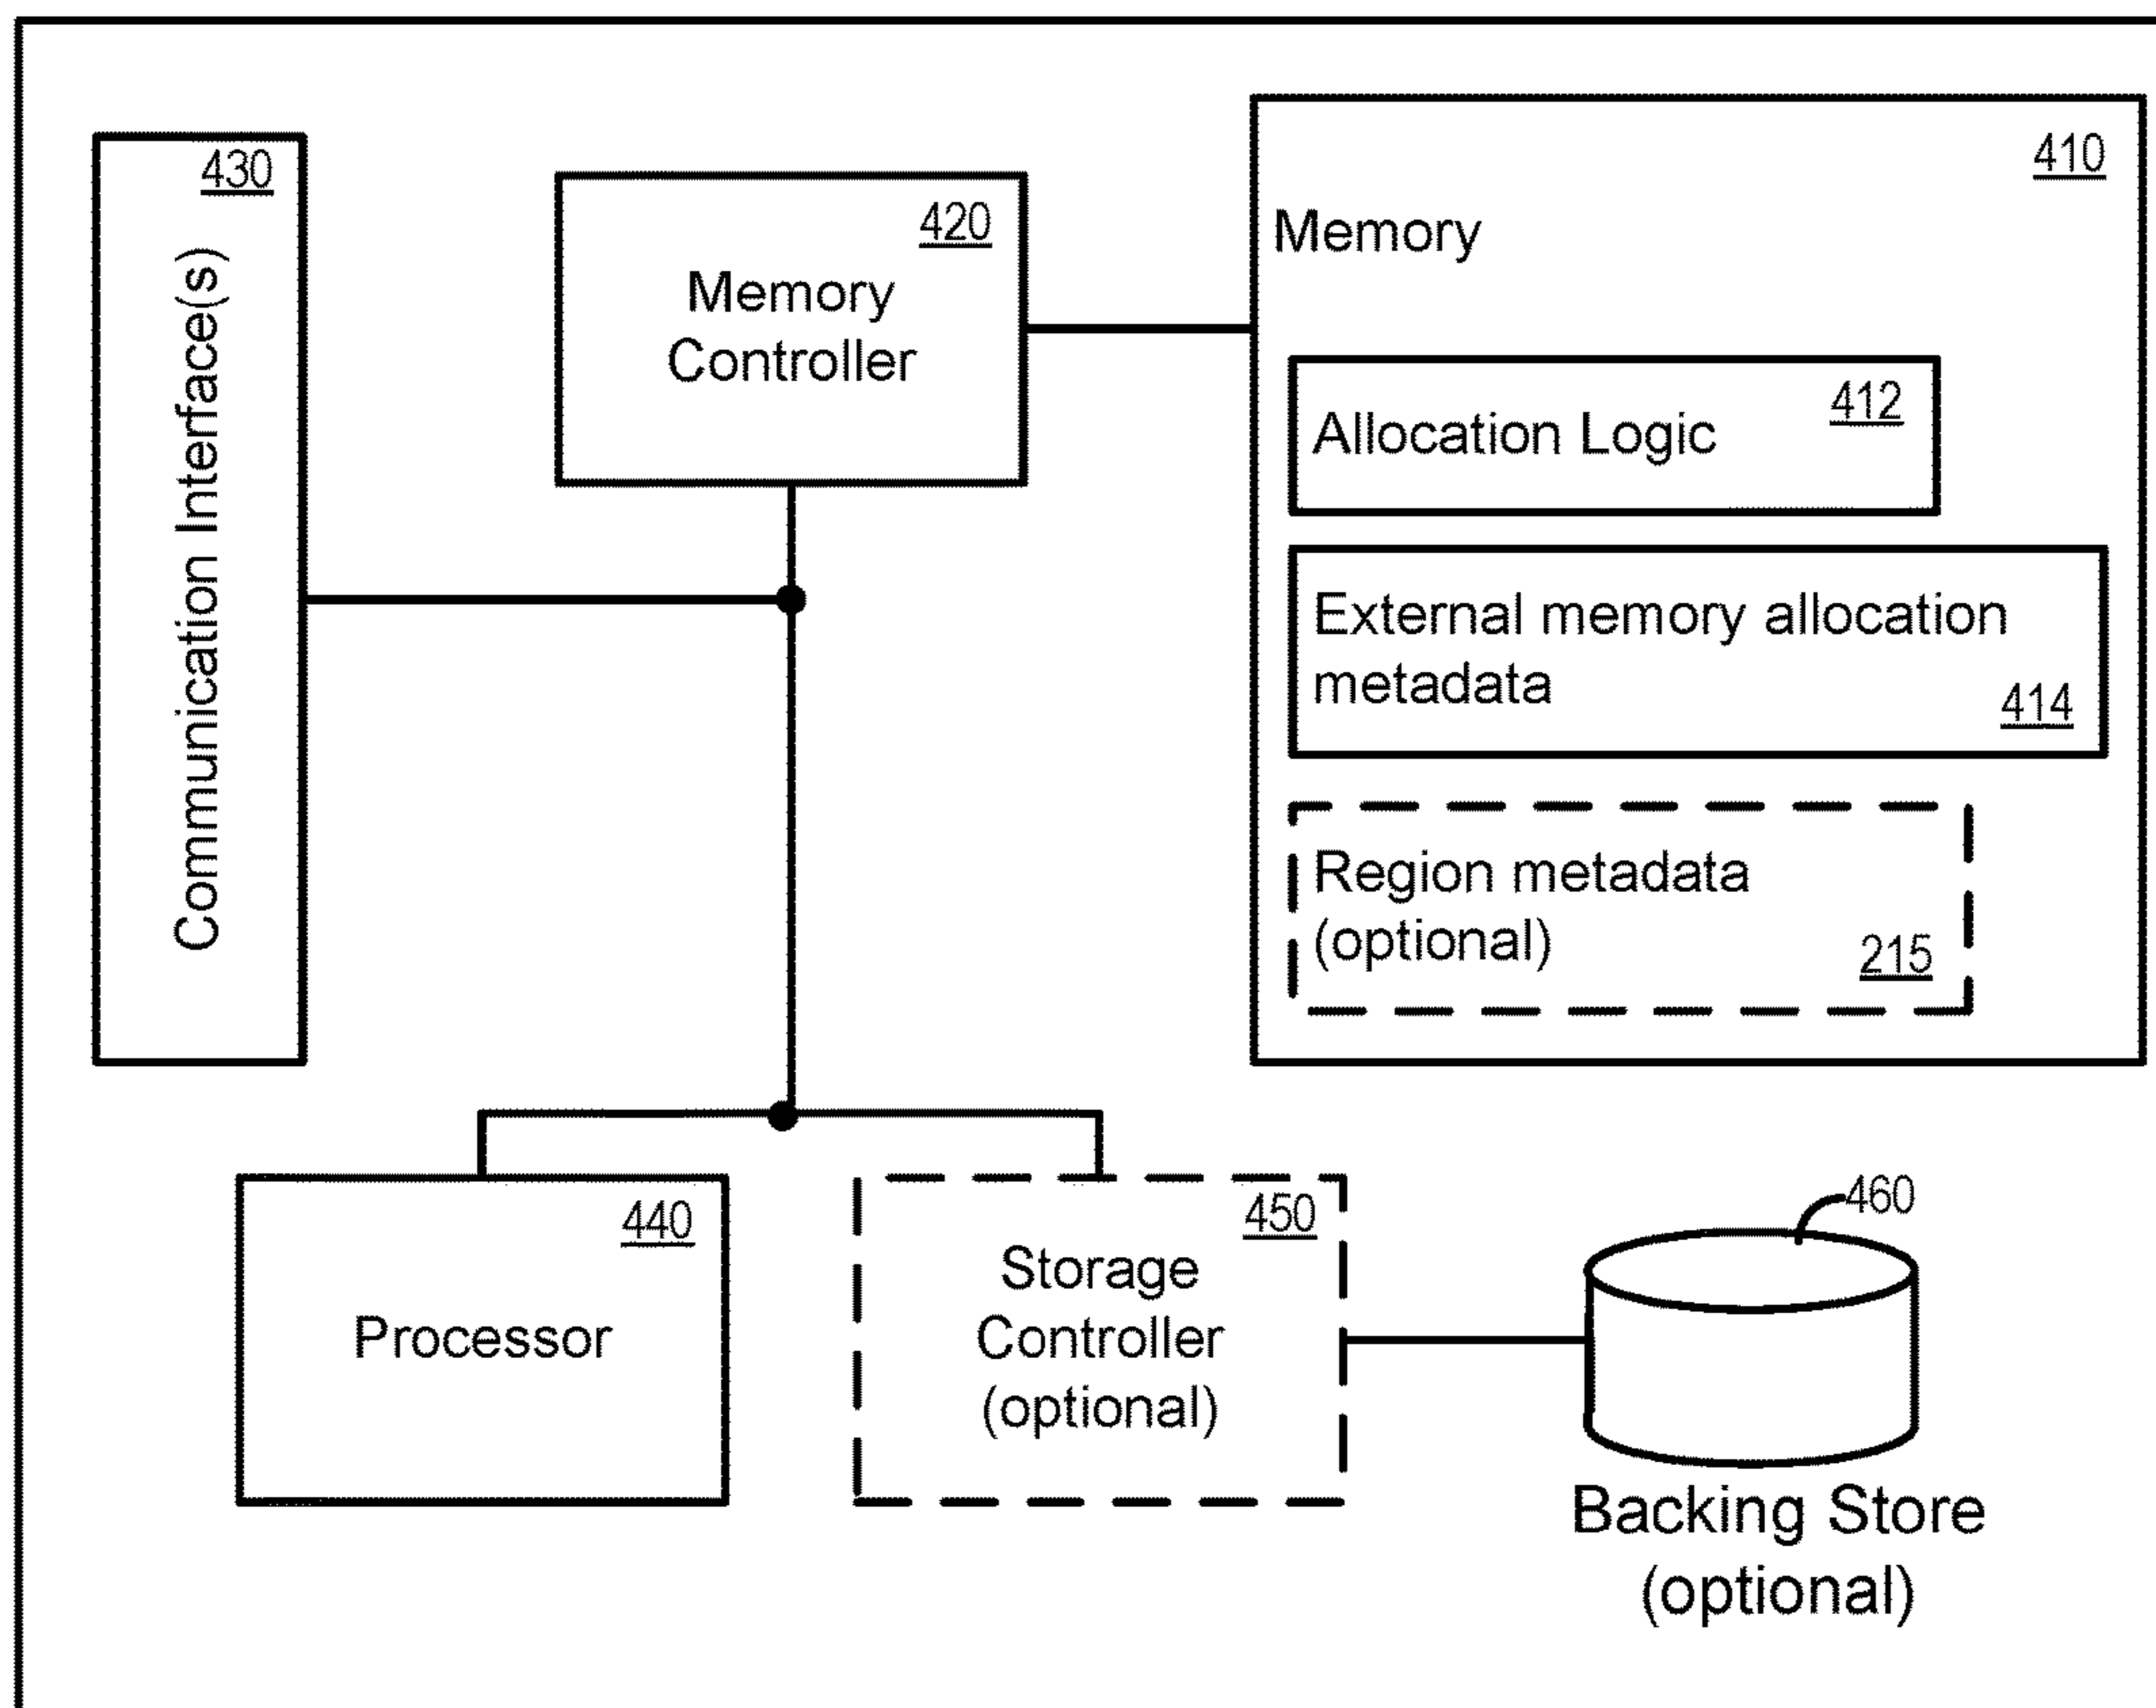 430
Communication Interface(s)
420
Memory
Controller
410
Memory
412
Allocation Logic
External memory allocation
metadata
414
Region metadata
(optional)
215
440
Processor
450
Storage
Controller
(optional)
460
Backing Store
(optional)